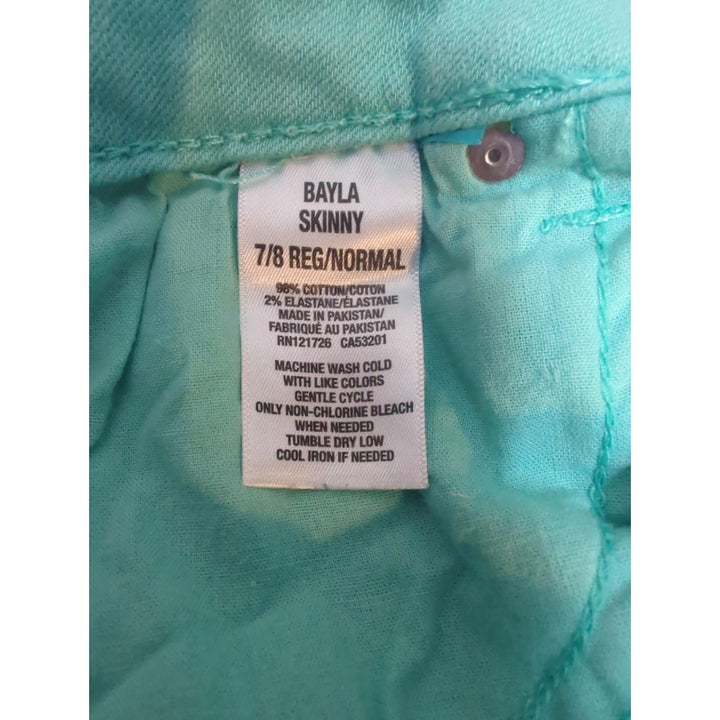 BAYLA
SKINNY
7/8 REG/NORMAL
98% COTTON/COTON
2% ELASTANE/ÉLASTANE
MADE IN PAKISTAN/
FABRIQUÉ AU PAKISTAN
RN121726 CA53201
MACHINE WASH COLD
WITH LIKE COLORS
GENTLE CYCLE
ONLY NON-CHLORINE BLEACH
WHEN NEEDED
TUMBLE DRY LOW
COOL IRON IF NEEDED